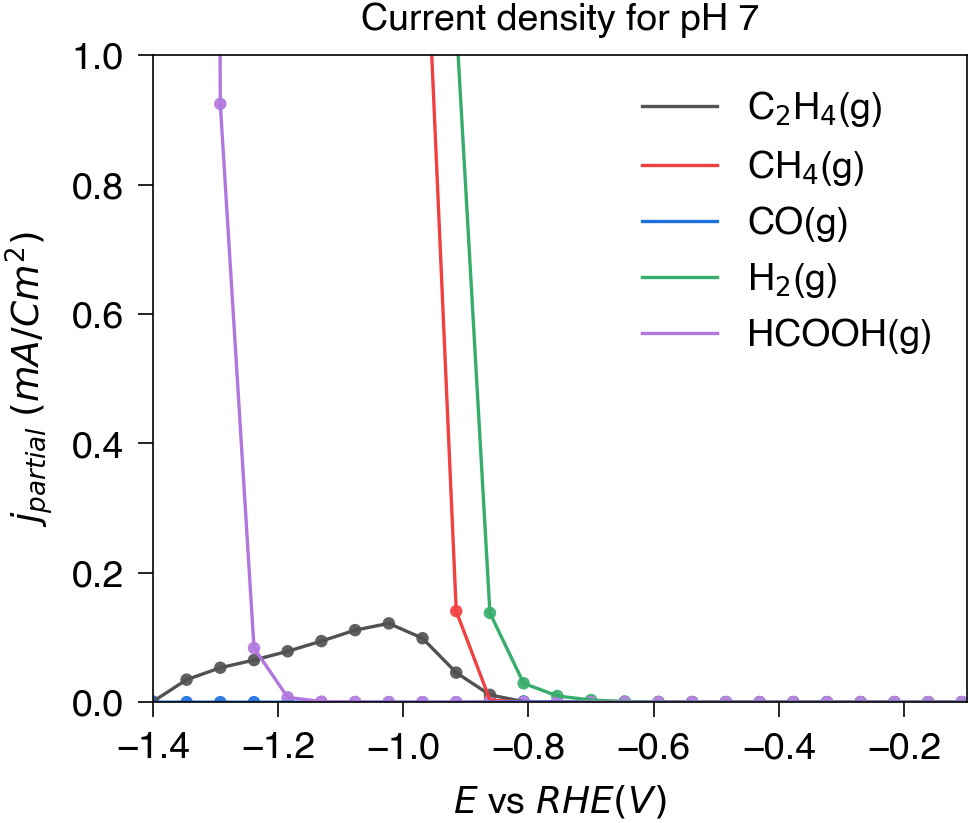 Current density for pH 7
1.0
0.8
0.6
0.4
0.2
0.0
j_partial (mA/Cm²)
C₂H₄(g)
CH₄(g)
CO(g)
H₂(g)
HCOOH(g)
−1.4 −1.2 −1.0 −0.8 −0.6 −0.4 −0.2
E vs RHE(V)